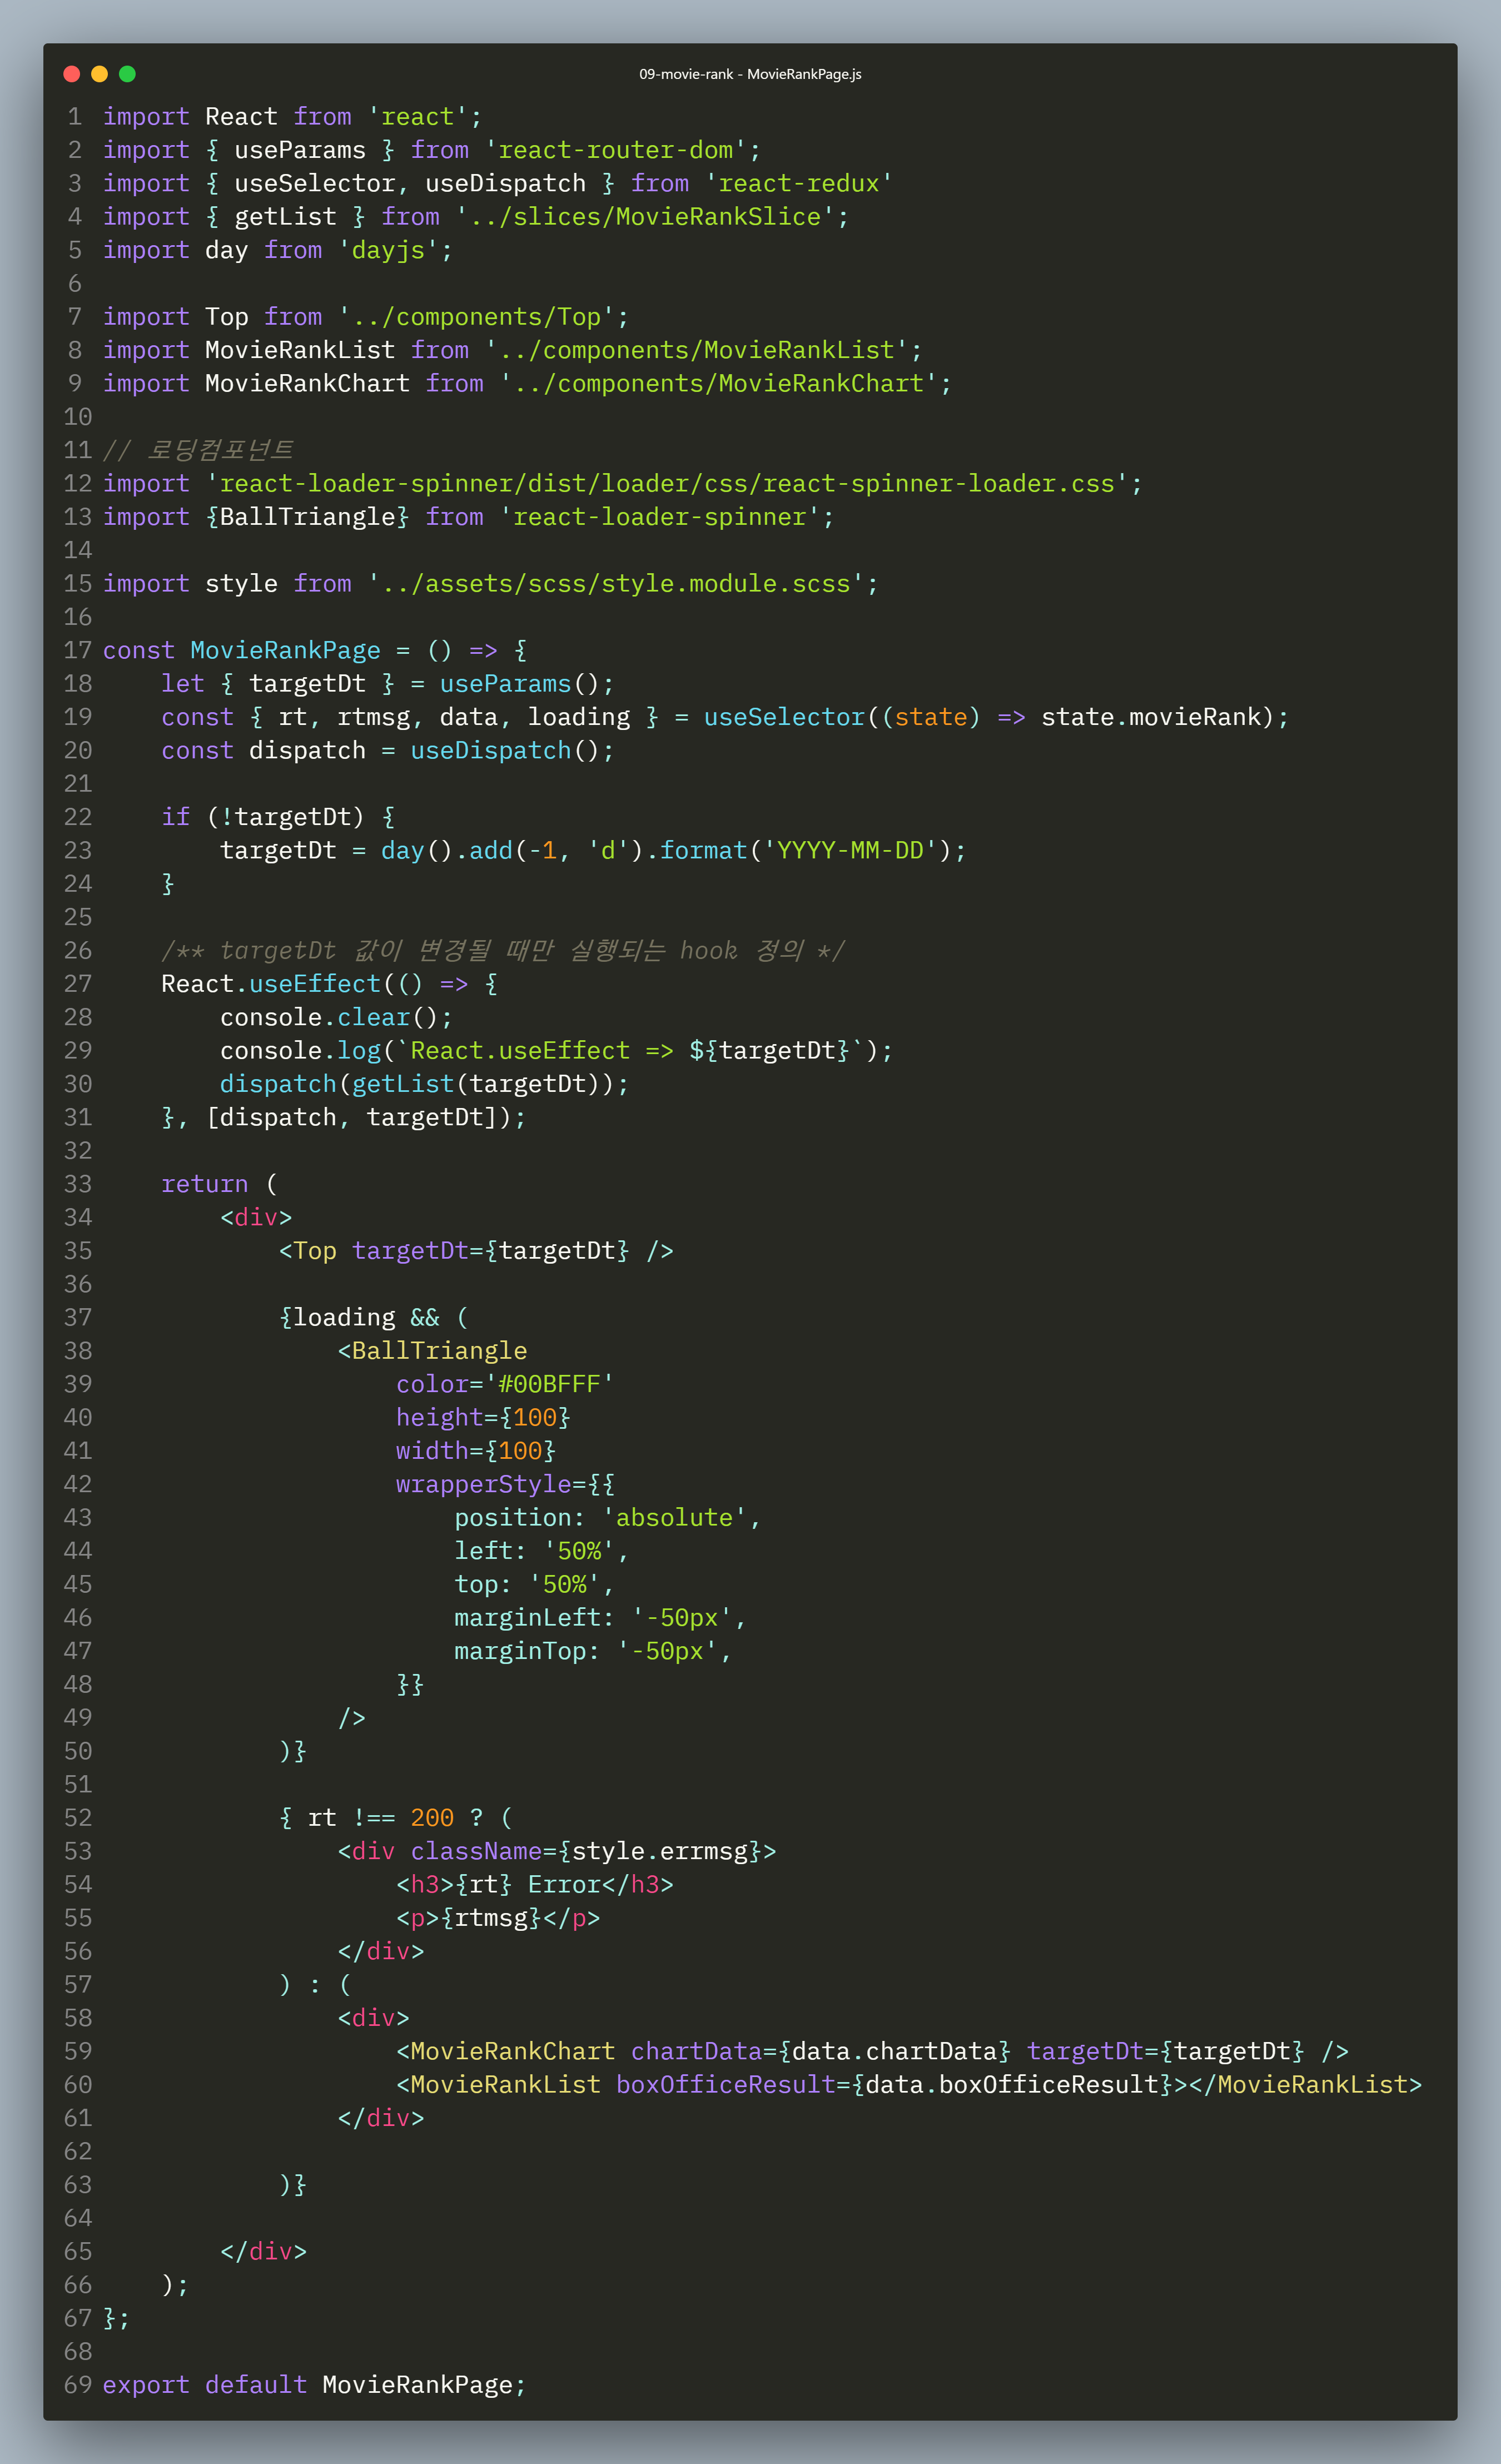 09-movie-rank - MovieRankPage.js
1 import React from 'react';
2 import { useParams } from 'react-router-dom';
3 import { useSelector, useDispatch } from 'react-redux'
4 import { getList } from '../slices/MovieRankSlice';
5 import day from 'dayjs';
6
7 import Top from '../components/Top';
8 import MovieRankList from '../components/MovieRankList';
9 import MovieRankChart from '../components/MovieRankChart';
10
11 // 로딩컴포넌트
12 import 'react-loader-spinner/dist/loader/css/react-spinner-loader.css';
13 import {BallTriangle} from 'react-loader-spinner';
14
15 import style from '../assets/scss/style.module.scss';
16
17 const MovieRankPage = () => {
18     let { targetDt } = useParams();
19     const { rt, rtmsg, data, loading } = useSelector((state) => state.movieRank);
20     const dispatch = useDispatch();
21
22     if (!targetDt) {
23         targetDt = day().add(-1, 'd').format('YYYY-MM-DD');
24     }
25
26     /** targetDt 값이 변경될 때만 실행되는 hook 정의 */
27     React.useEffect(() => {
28         console.clear();
29         console.log(`React.useEffect => ${targetDt}`);
30         dispatch(getList(targetDt));
31     }, [dispatch, targetDt]);
32
33     return (
34         <div>
35             <Top targetDt={targetDt} />
36
37             {loading && (
38                 <BallTriangle
39                     color='#00BFFF'
40                     height={100}
41                     width={100}
42                     wrapperStyle={{
43                         position: 'absolute',
44                         left: '50%',
45                         top: '50%',
46                         marginLeft: '-50px',
47                         marginTop: '-50px',
48                     }}
49                 />
50             )}
51
52             { rt !== 200 ? (
53                 <div className={style.errmsg}>
54                     <h3>{rt} Error</h3>
55                     <p>{rtmsg}</p>
56                 </div>
57             ) : (
58                 <div>
59                     <MovieRankChart chartData={data.chartData} targetDt={targetDt} />
60                     <MovieRankList boxOfficeResult={data.boxOfficeResult}></MovieRankList>
61                 </div>
62
63             )}
64
65         </div>
66     );
67 };
68
69 export default MovieRankPage;